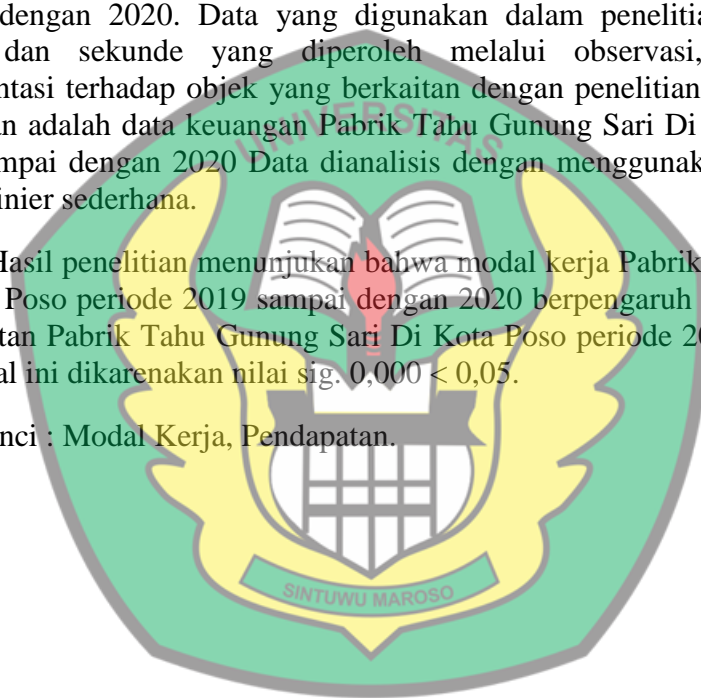 dengan 2020. Data yang digunakan dalam peneliti
dan sekunde yang diperoleh melalui observasi,
ntasi terhadap objek yang berkaitan dengan penelitian
n adalah data keuangan Pabrik Tahu Gunung Sari Di
mpai dengan 2020 Data dianalisis dengan menggunak
inier sederhana.
Hasil penelitian menunjukan bahwa modal kerja Pabrik
Poso periode 2019 sampai dengan 2020 berpengaruh
tan Pabrik Tahu Gunung Sari Di Kota Poso periode 20
al ini dikarenakan nilai sig. 0,000 < 0,05.
nci : Modal Kerja, Pendapatan.
UNIVERSITAS
SINTUWU MAROSO